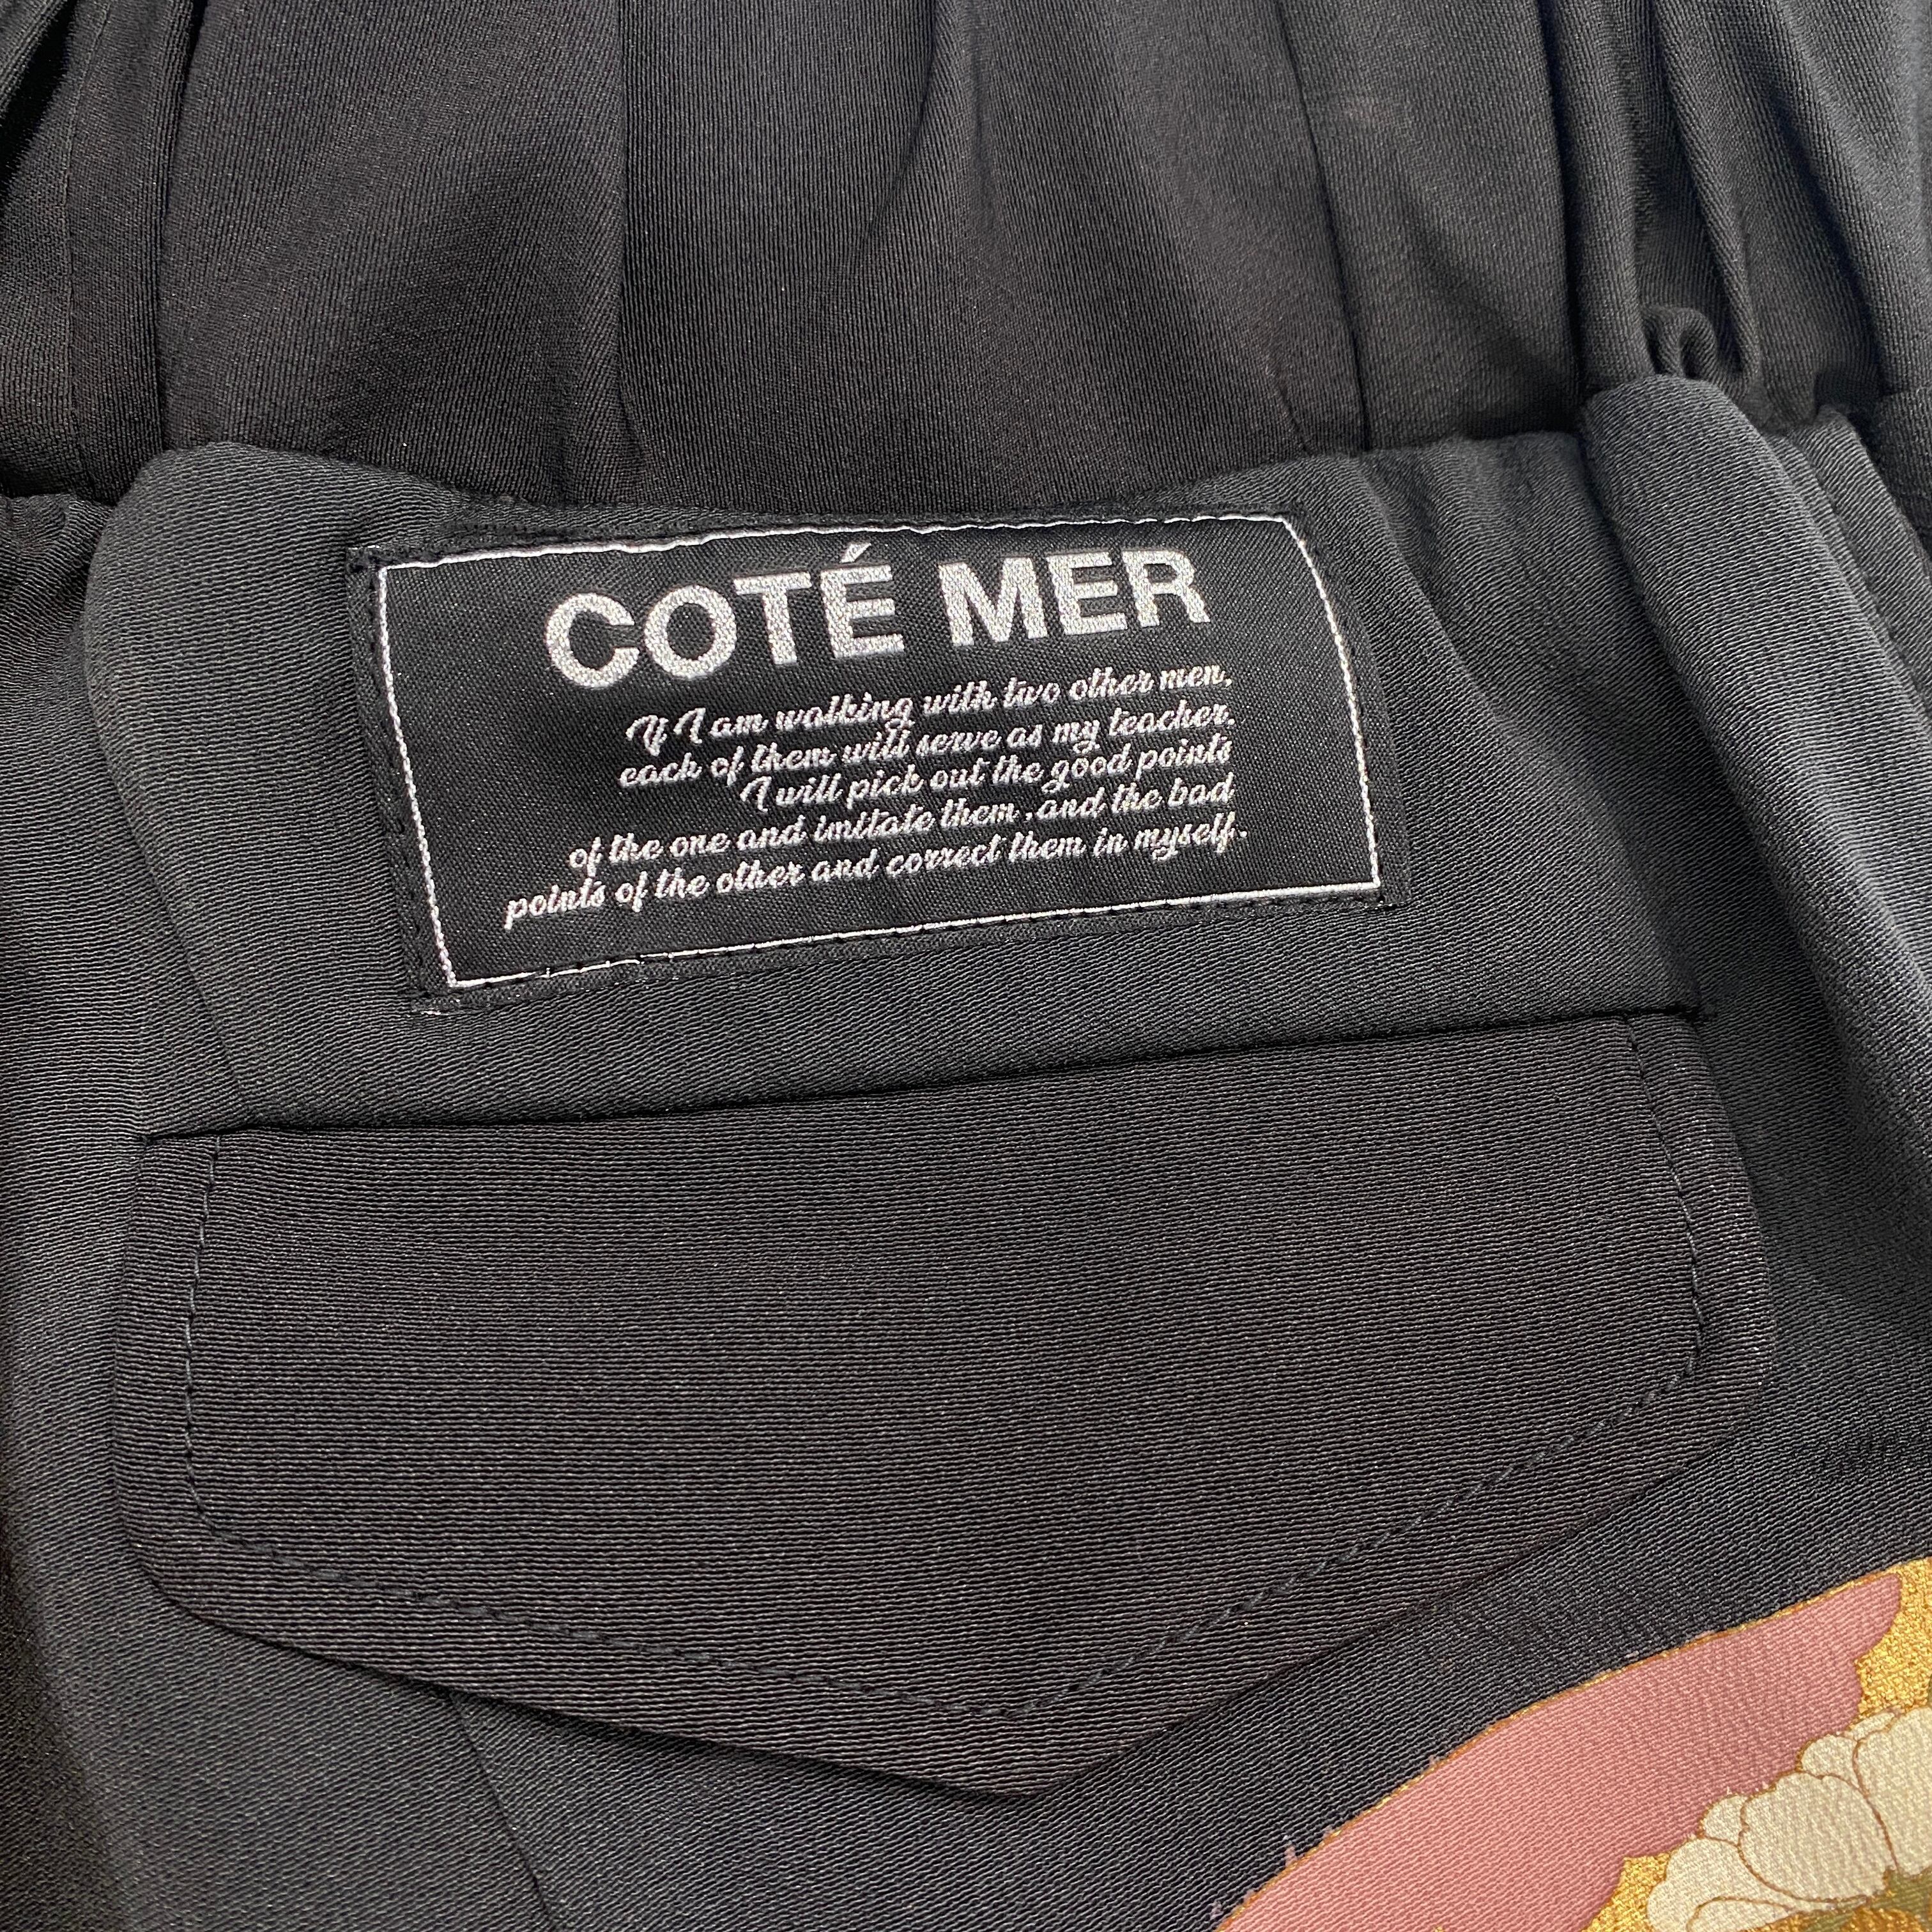 COTÉ MER
If I am walking with two other men.
each of them will serve as my teacher.
I will pick out the good points
of the one and imitate them .and the bad
points of the other and correct them in myself.